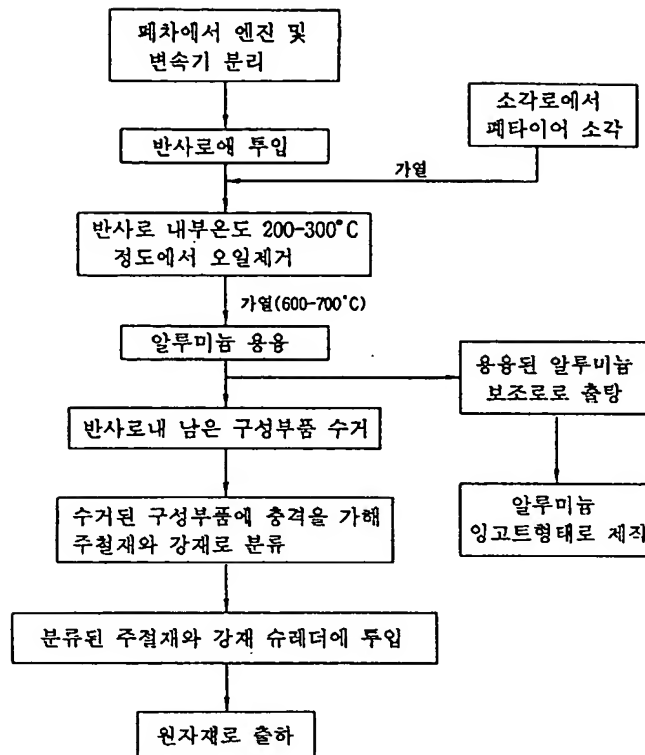 폐차에서 엔진 및
변속기 분리
소각로에서
폐타이어 소각
반사로에 투입
가열
반사로 내부온도 200-300°C
정도에서 오일제거
가열(600-700°C)
알루미늄 용융
용융된 알루미늄
보조로로 출탕
반사로내 남은 구성부품 수거
알루미늄
잉고트형태로 제작
수거된 구성부품에 충격을 가해
주철재와 강재로 분류
분류된 주절재와 강재 슈레더에 투입
원자재로 출하